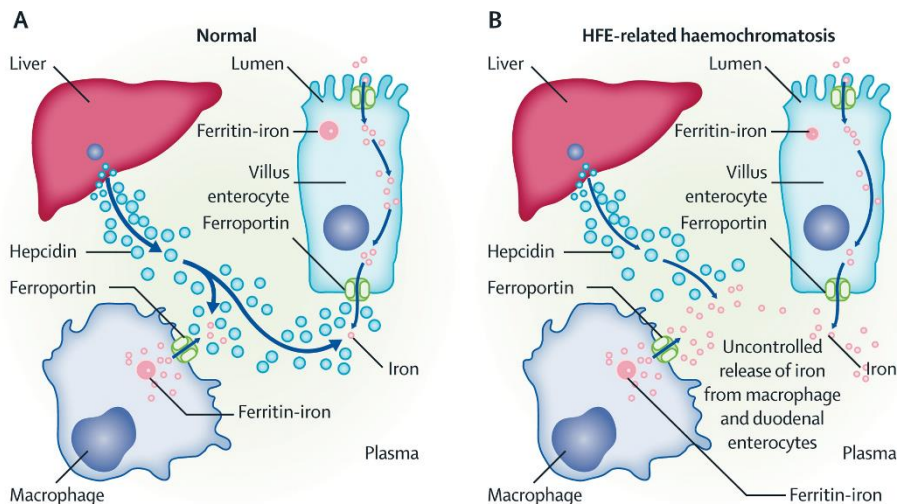 A
Normal
Liver
Lumen
Ferritin-iron
Villus
enterocyte
Ferroportin
Hepcidin
Ferroportin
Iron
Ferritin-iron
Plasma
Macrophage
B
HFE-related haemochromatosis
Liver
Lumen
Ferritin-iron
Villus
enterocyte
Ferroportin
Hepcidin
Ferroportin
Uncontrolled
release of iron
from macrophage
and duodenal
enterocytes
Iron
Plasma
Macrophage
Ferritin-iron